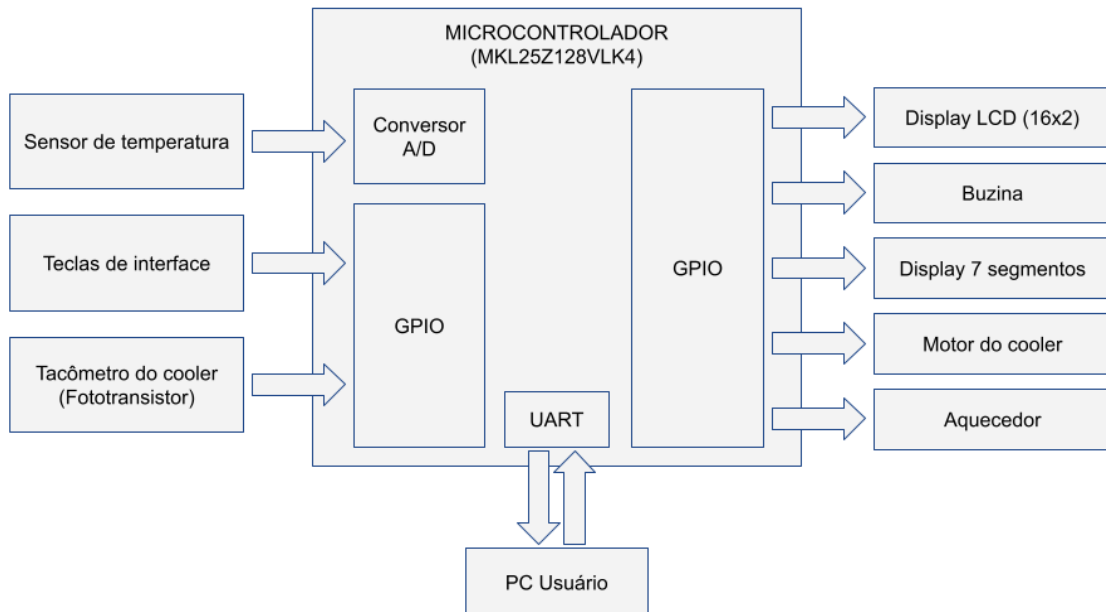 MICROCONTROLADOR
(MKL25Z128VLK4)
Sensor de temperatura
Teclas de interface
Tacômetro do cooler
(Fototransistor)
Conversor
A/D
GPIO
UART
GPIO
Display LCD (16x2)
Buzina
Display 7 segmentos
Motor do cooler
Aquecedor
PC Usuário